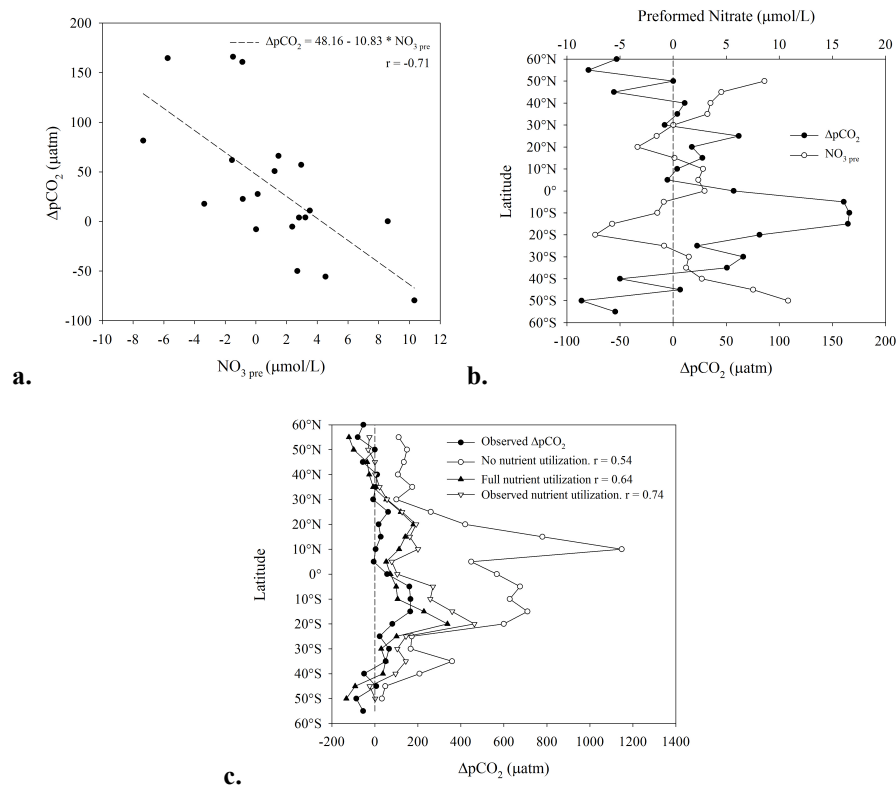 a.
ΔpCO2 = 48.16 - 10.83 * NO3 pre
r = -0.71
200
150
100
50
0
-50
-100
ΔpCO2 (µatm)
-10 -8 -6 -4 -2 0 2 4 6 8 10 12
NO3 pre (µmol/L)
b.
Preformed Nitrate (µmol/L)
-10 -5 0 5 10 15 20
60°N
50°N
40°N
30°N
20°N
10°N
0°
10°S
20°S
30°S
40°S
50°S
60°S
Latitude
ΔpCO2
NO3 pre
-100 -50 0 50 100 150 200
ΔpCO2 (µatm)
c.
60°N
50°N
40°N
30°N
20°N
10°N
0°
10°S
20°S
30°S
40°S
50°S
60°S
Latitude
Observed ΔpCO2
No nutrient utilization. r = 0.54
Full nutrient utilization r = 0.64
Observed nutrient utilization. r = 0.74
-200 0 200 400 600 800 1000 1200 1400
ΔpCO2 (µatm)